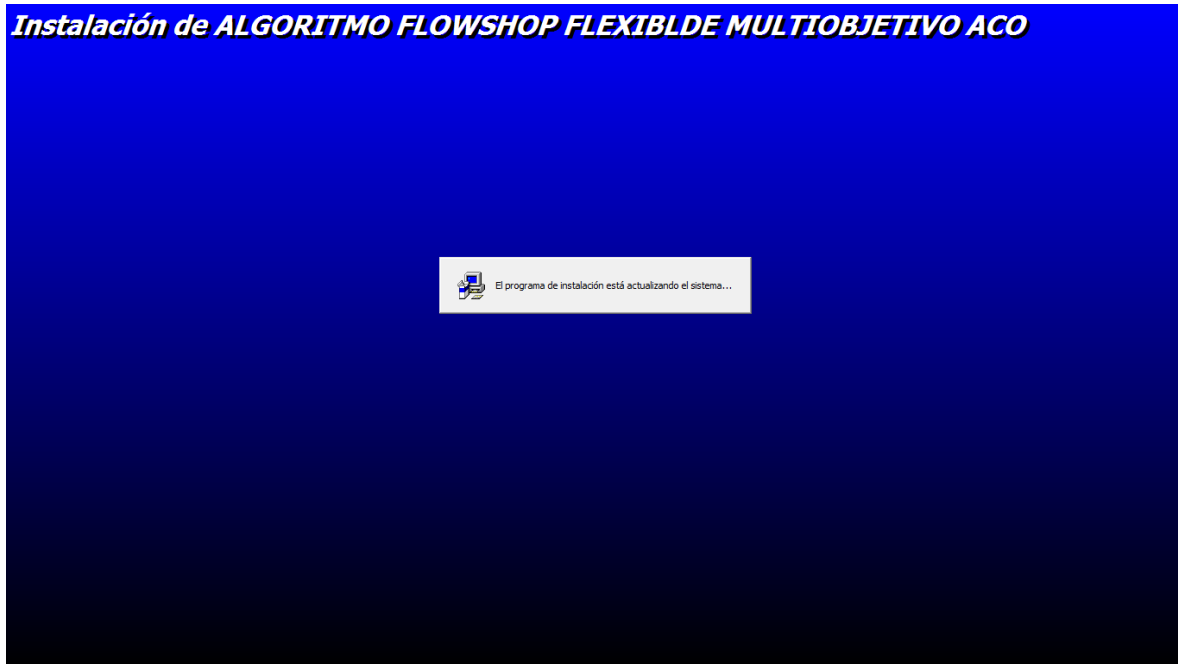 Instalación de ALGORITMO FLOWSHOP FLEXIBLDE MULTIOBJETIVO ACO
El programa de instalación está actualizando el sistema...